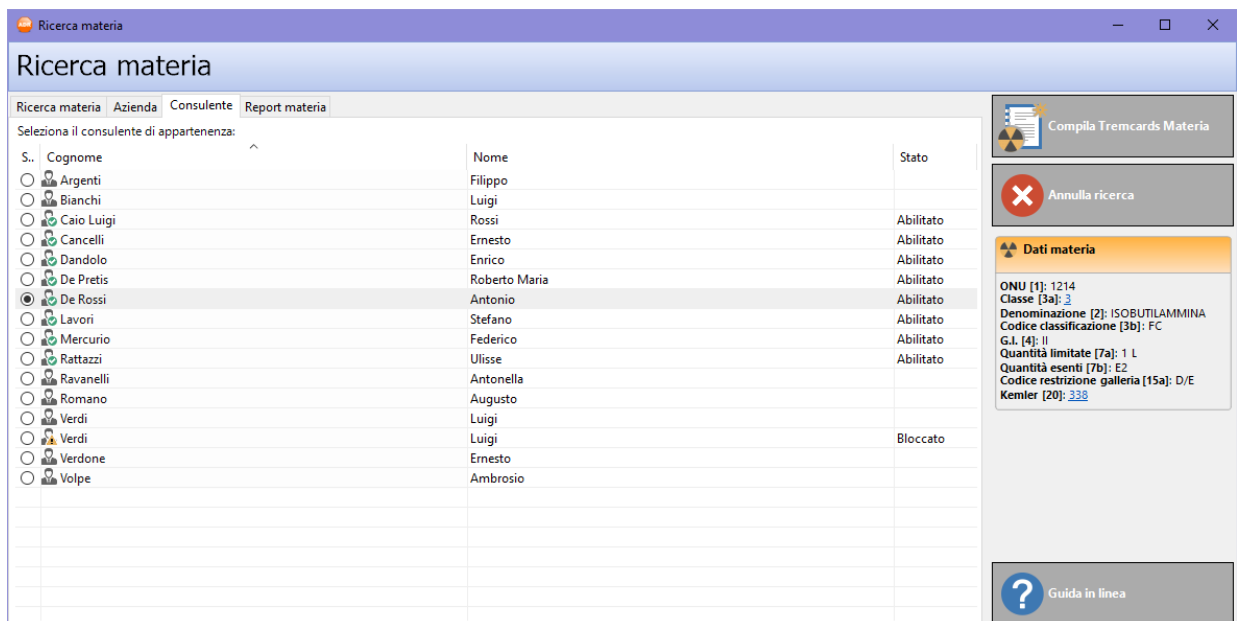 Ricerca materia
Ricerca materia
Ricerca materia Azienda Consulente Report materia
Seleziona il consulente di appartenenza:
S.. Cognome Nome Stato
Argenti Filippo
Bianchi Luigi
Caio Luigi Rossi Abilitato
Cancelli Ernesto Abilitato
Dandolo Enrico Abilitato
De Pretis Roberto Maria Abilitato
De Rossi Antonio Abilitato
Lavori Stefano Abilitato
Mercurio Federico Abilitato
Rattazzi Ulisse Abilitato
Ravanelli Antonella
Romano Augusto
Verdi Luigi
Verdi Luigi Bloccato
Verdone Ernesto
Volpe Ambrosio
Compila Tremcards Materia
Annulla ricerca
Dati materia
ONU [1]: 1214
Classe [3a]: 3
Denominazione [2]: ISOBUTILAMMINA
Codice classificazione [3b]: FC
G.I. [4]: II
Quantità limitate [7a]: 1 L
Quantità esenti [7b]: E2
Codice restrizione galleria [15a]: D/E
Kemler [20]: 338
Guida in linea